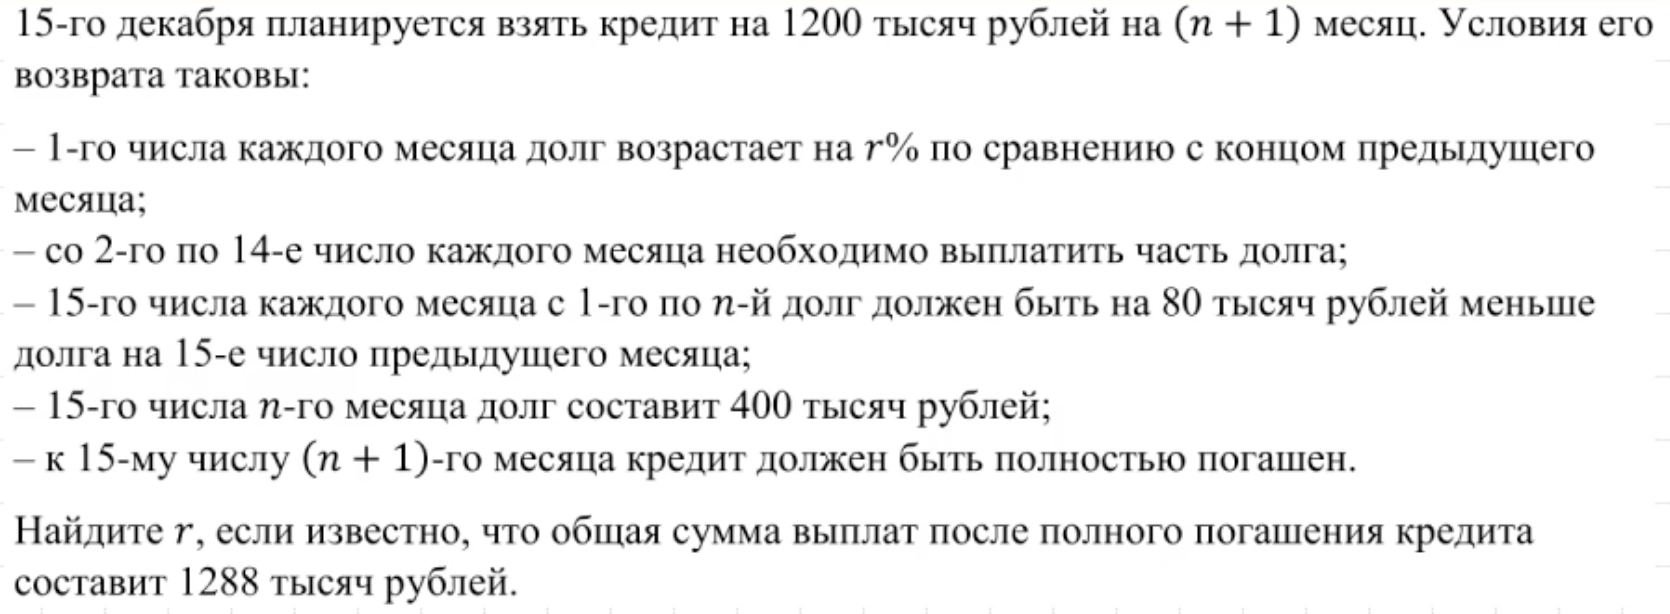 15-го декабря планируется взять кредит на 1200 тысяч рублей на (n + 1) месяц. Условия его
возврата таковы:
– 1-го числа каждого месяца долг возрастает на r% по сравнению с концом предыдущего
месяца;
– со 2-го по 14-е число каждого месяца необходимо выплатить часть долга;
– 15-го числа каждого месяца с 1-го по n-й долг должен быть на 80 тысяч рублей меньше
долга на 15-е число предыдущего месяца;
– 15-го числа n-го месяца долг составит 400 тысяч рублей;
– к 15-му числу (n + 1)-го месяца кредит должен быть полностью погашен.
Найдите r, если известно, что общая сумма выплат после полного погашения кредита
составит 1288 тысяч рублей.